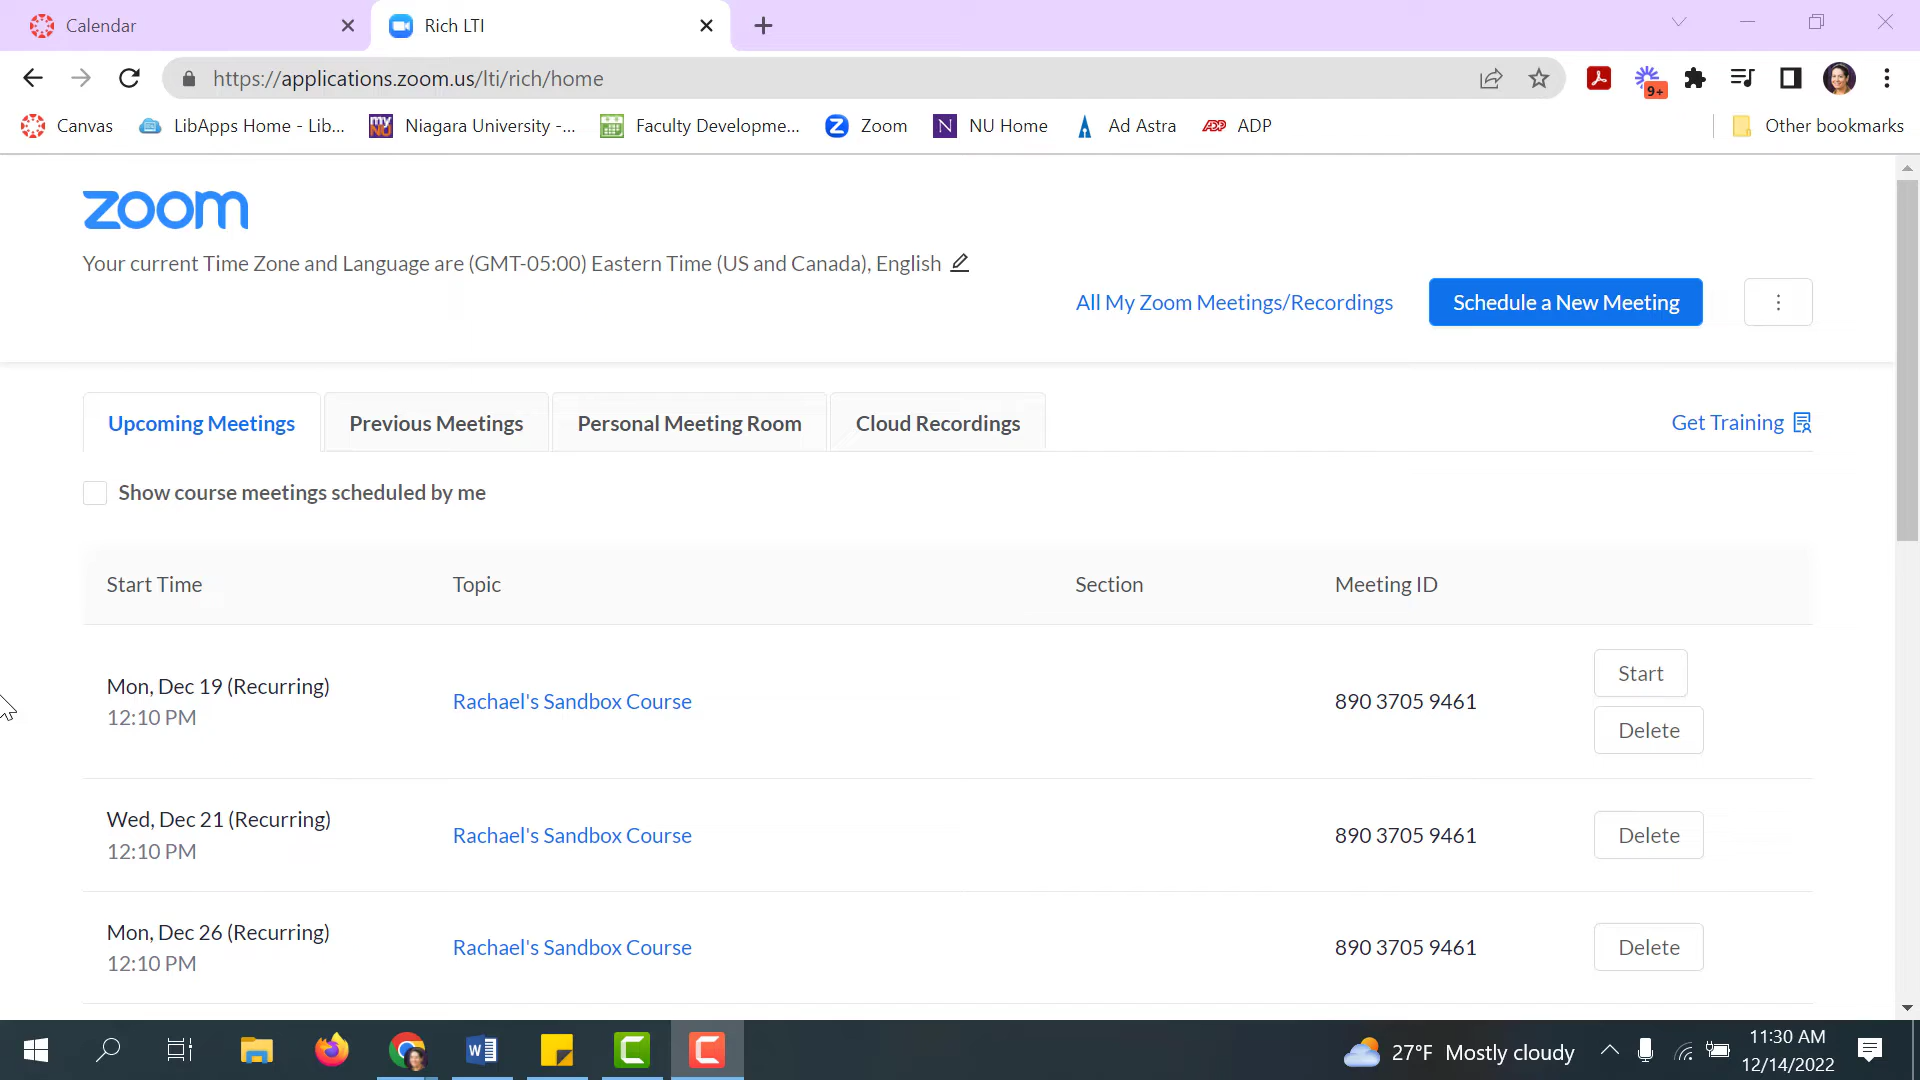 Calendar
Rich LTI
https://applications.zoom.us/lti/rich/home
9+
Canvas
LibApps Home - Lib...
my NU
Niagara University -...
Faculty Developme...
Z
Zoom
N
NU Home
Ad Astra
ADP
ADP
Other bookmarks
zoom
Your current Time Zone and Language are (GMT-05:00) Eastern Time (US and Canada), English
All My Zoom Meetings/Recordings
Schedule a New Meeting
Upcoming Meetings
Previous Meetings
Personal Meeting Room
Cloud Recordings
Get Training
Show course meetings scheduled by me
Start Time
Topic
Section
Meeting ID
Mon, Dec 19 (Recurring)
12:10 PM
Rachael's Sandbox Course
890 3705 9461
Start
Delete
Wed, Dec 21 (Recurring)
12:10 PM
Rachael's Sandbox Course
890 3705 9461
Delete
Mon, Dec 26 (Recurring)
12:10 PM
Rachael's Sandbox Course
890 3705 9461
Delete
W
C
C
27°F Mostly cloudy
11:30 AM
12/14/2022